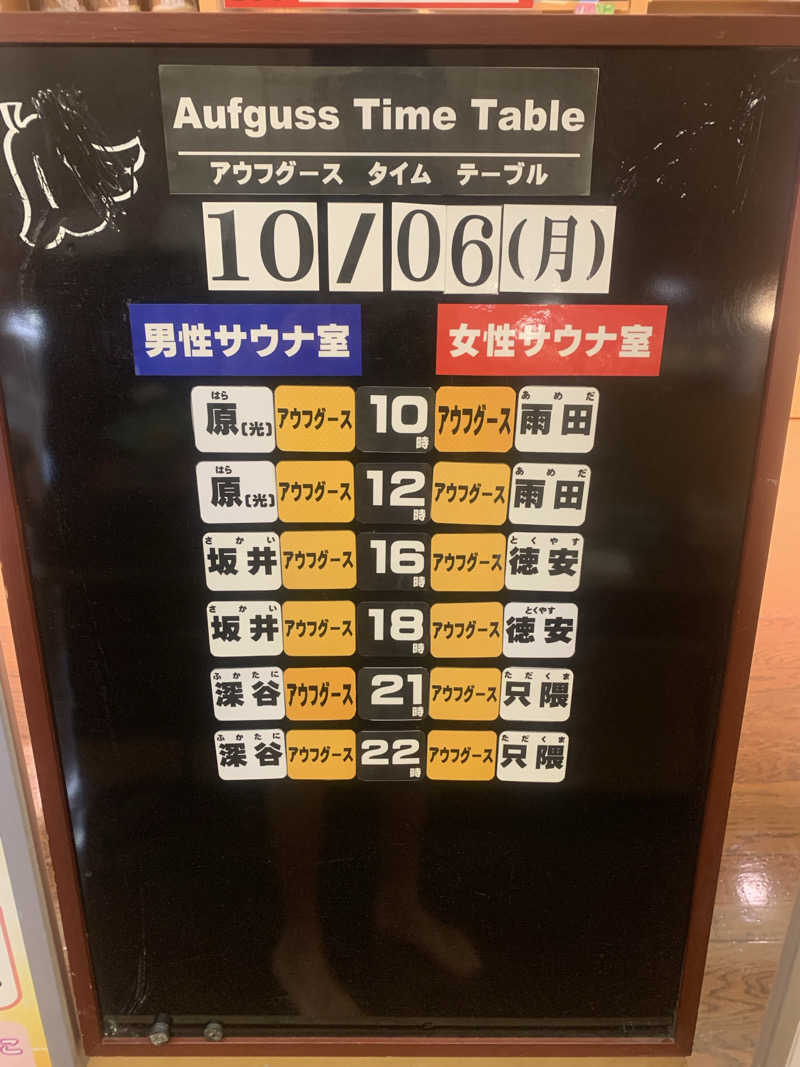 Aufguss Time Table
アウフグース タイム テーブル
10/06(月)
男性サウナ室 女性サウナ室
はら あめだ
原[光] アウフグース 10時 アウフグース 雨田
はら あめだ
原[光] アウフグース 12時 アウフグース 雨田
さかい とくやす
坂井 アウフグース 16時 アウフグース 徳安
さかい とくやす
坂井 アウフグース 18時 アウフグース 徳安
ふかたに ただくま
深谷 アウフグース 21時 アウフグース 只隈
ふかたに ただくま
深谷 アウフグース 22時 アウフグース 只隈